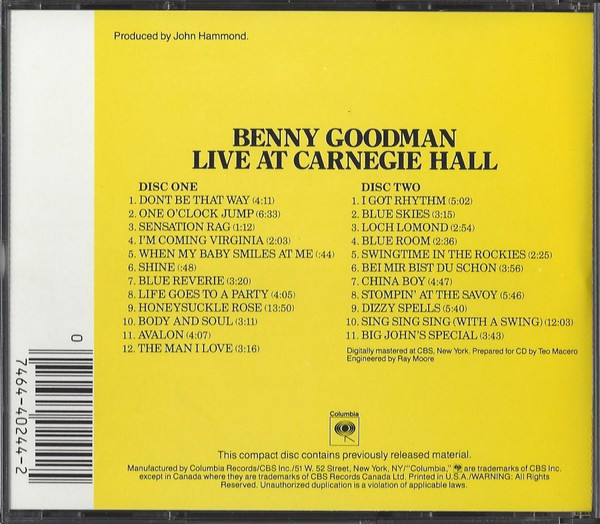 Produced by John Hammond.
BENNY GOODMAN
LIVE AT CARNEGIE HALL
DISC ONE
1. DON'T BE THAT WAY (4:11)
2. ONE O'CLOCK JUMP (6:33)
3. SENSATION RAG (1:12)
4. I'M COMING VIRGINIA (2:03)
5. WHEN MY BABY SMILES AT ME (:44)
6. SHINE (:48)
7. BLUE REVERIE (3:20)
8. LIFE GOES TO A PARTY (4:05)
9. HONEYSUCKLE ROSE (13:50)
10. BODY AND SOUL (3:11)
11. AVALON (4:07)
12. THE MAN I LOVE (3:16)
DISC TWO
1. I GOT RHYTHM (5:02)
2. BLUE SKIES (3:15)
3. LOCH LOMOND (2:54)
4. BLUE ROOM (2:36)
5. SWINGTIME IN THE ROCKIES (2:25)
6. BEI MIR BIST DU SCHON (3:56)
7. CHINA BOY (4:47)
8. STOMPIN' AT THE SAVOY (5:46)
9. DIZZY SPELLS (5:40)
10. SING SING SING (WITH A SWING) (12:03)
11. BIG JOHN'S SPECIAL (3:43)
Digitally mastered at CBS, New York. Prepared for CD by Teo Macero
Engineered by Ray Moore
0
7464-40244-2
Columbia
This compact disc contains previously released material.
Manufactured by Columbia Records/CBS Inc./51 W. 52 Street, New York, NY/"Columbia," are trademarks of CBS Inc.
except in Canada where they are trademarks of CBS Records Canada Ltd. Printed in U.S.A./WARNING: All Rights
Reserved. Unauthorized duplication is a violation of applicable laws.